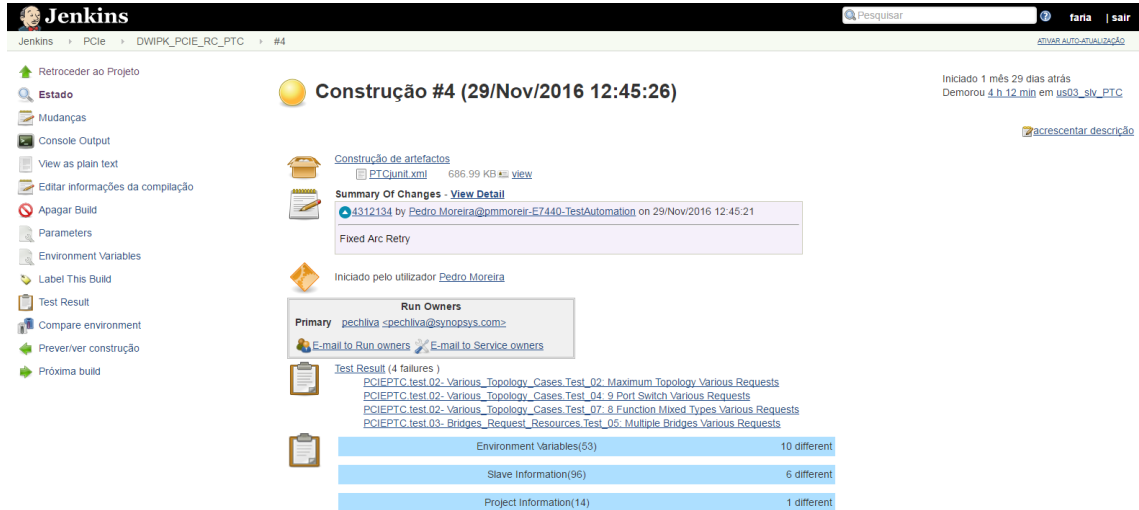 Jenkins
Pesquisar
faria | sair
Jenkins PCIe DWIPK_PCIE_RC_PTC #4
ATIVAR AUTO-ATUALIZAÇÃO
Retroceder ao Projeto
Estado
Mudanças
Console Output
View as plain text
Editar informações da compilação
Apagar Build
Parameters
Environment Variables
Label This Build
Test Result
Compare environment
Prever/ver construção
Próxima build
Construção #4 (29/Nov/2016 12:45:26)
Iniciado 1 mês 29 dias atrás
Demorou 4 h 12 min em us03_slv_PTC
acrescentar descrição
Construção de artefactos
PTCjunit.xml 686.99 KB view
Summary Of Changes - View Detail
4312134 by Pedro Moreira@pmmoreir-E7440-TestAutomation on 29/Nov/2016 12:45:21
Fixed Arc Retry
Iniciado pelo utilizador Pedro Moreira
Run Owners
Primary pechliva <pechliva@synopsys.com>
E-mail to Run owners E-mail to Service owners
Test Result (4 failures )
PCIEPTC.test.02- Various_Topology_Cases.Test_02: Maximum Topology Various Requests
PCIEPTC.test.02- Various_Topology_Cases.Test_04: 9 Port Switch Various Requests
PCIEPTC.test.02- Various_Topology_Cases.Test_07: 8 Function Mixed Types Various Requests
PCIEPTC.test.03- Bridges_Request_Resources.Test_05: Multiple Bridges Various Requests
Environment Variables(53) 10 different
Slave Information(96) 6 different
Project Information(14) 1 different